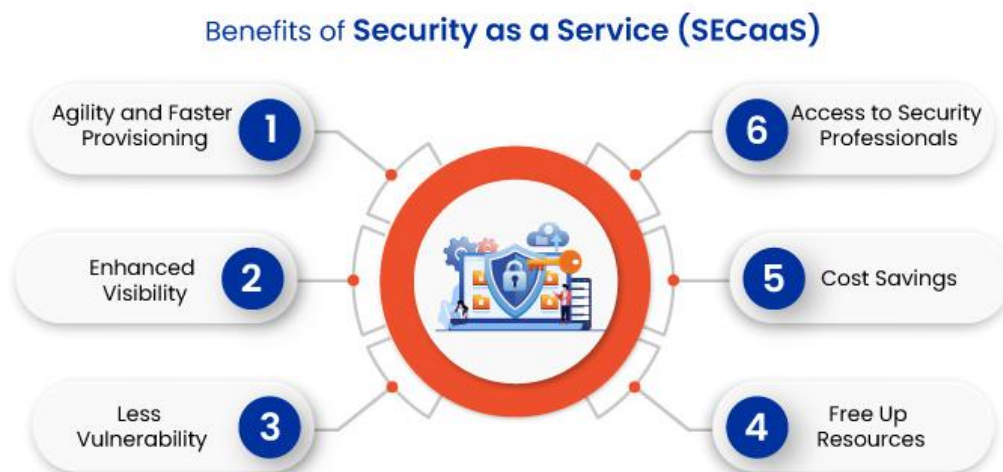 Benefits of Security as a Service (SECaaS)
Agility and Faster
Provisioning
1
Enhanced
Visibility
2
Less
Vulnerability
3
4
Free Up
Resources
5
Cost Savings
6
Access to Security
Professionals